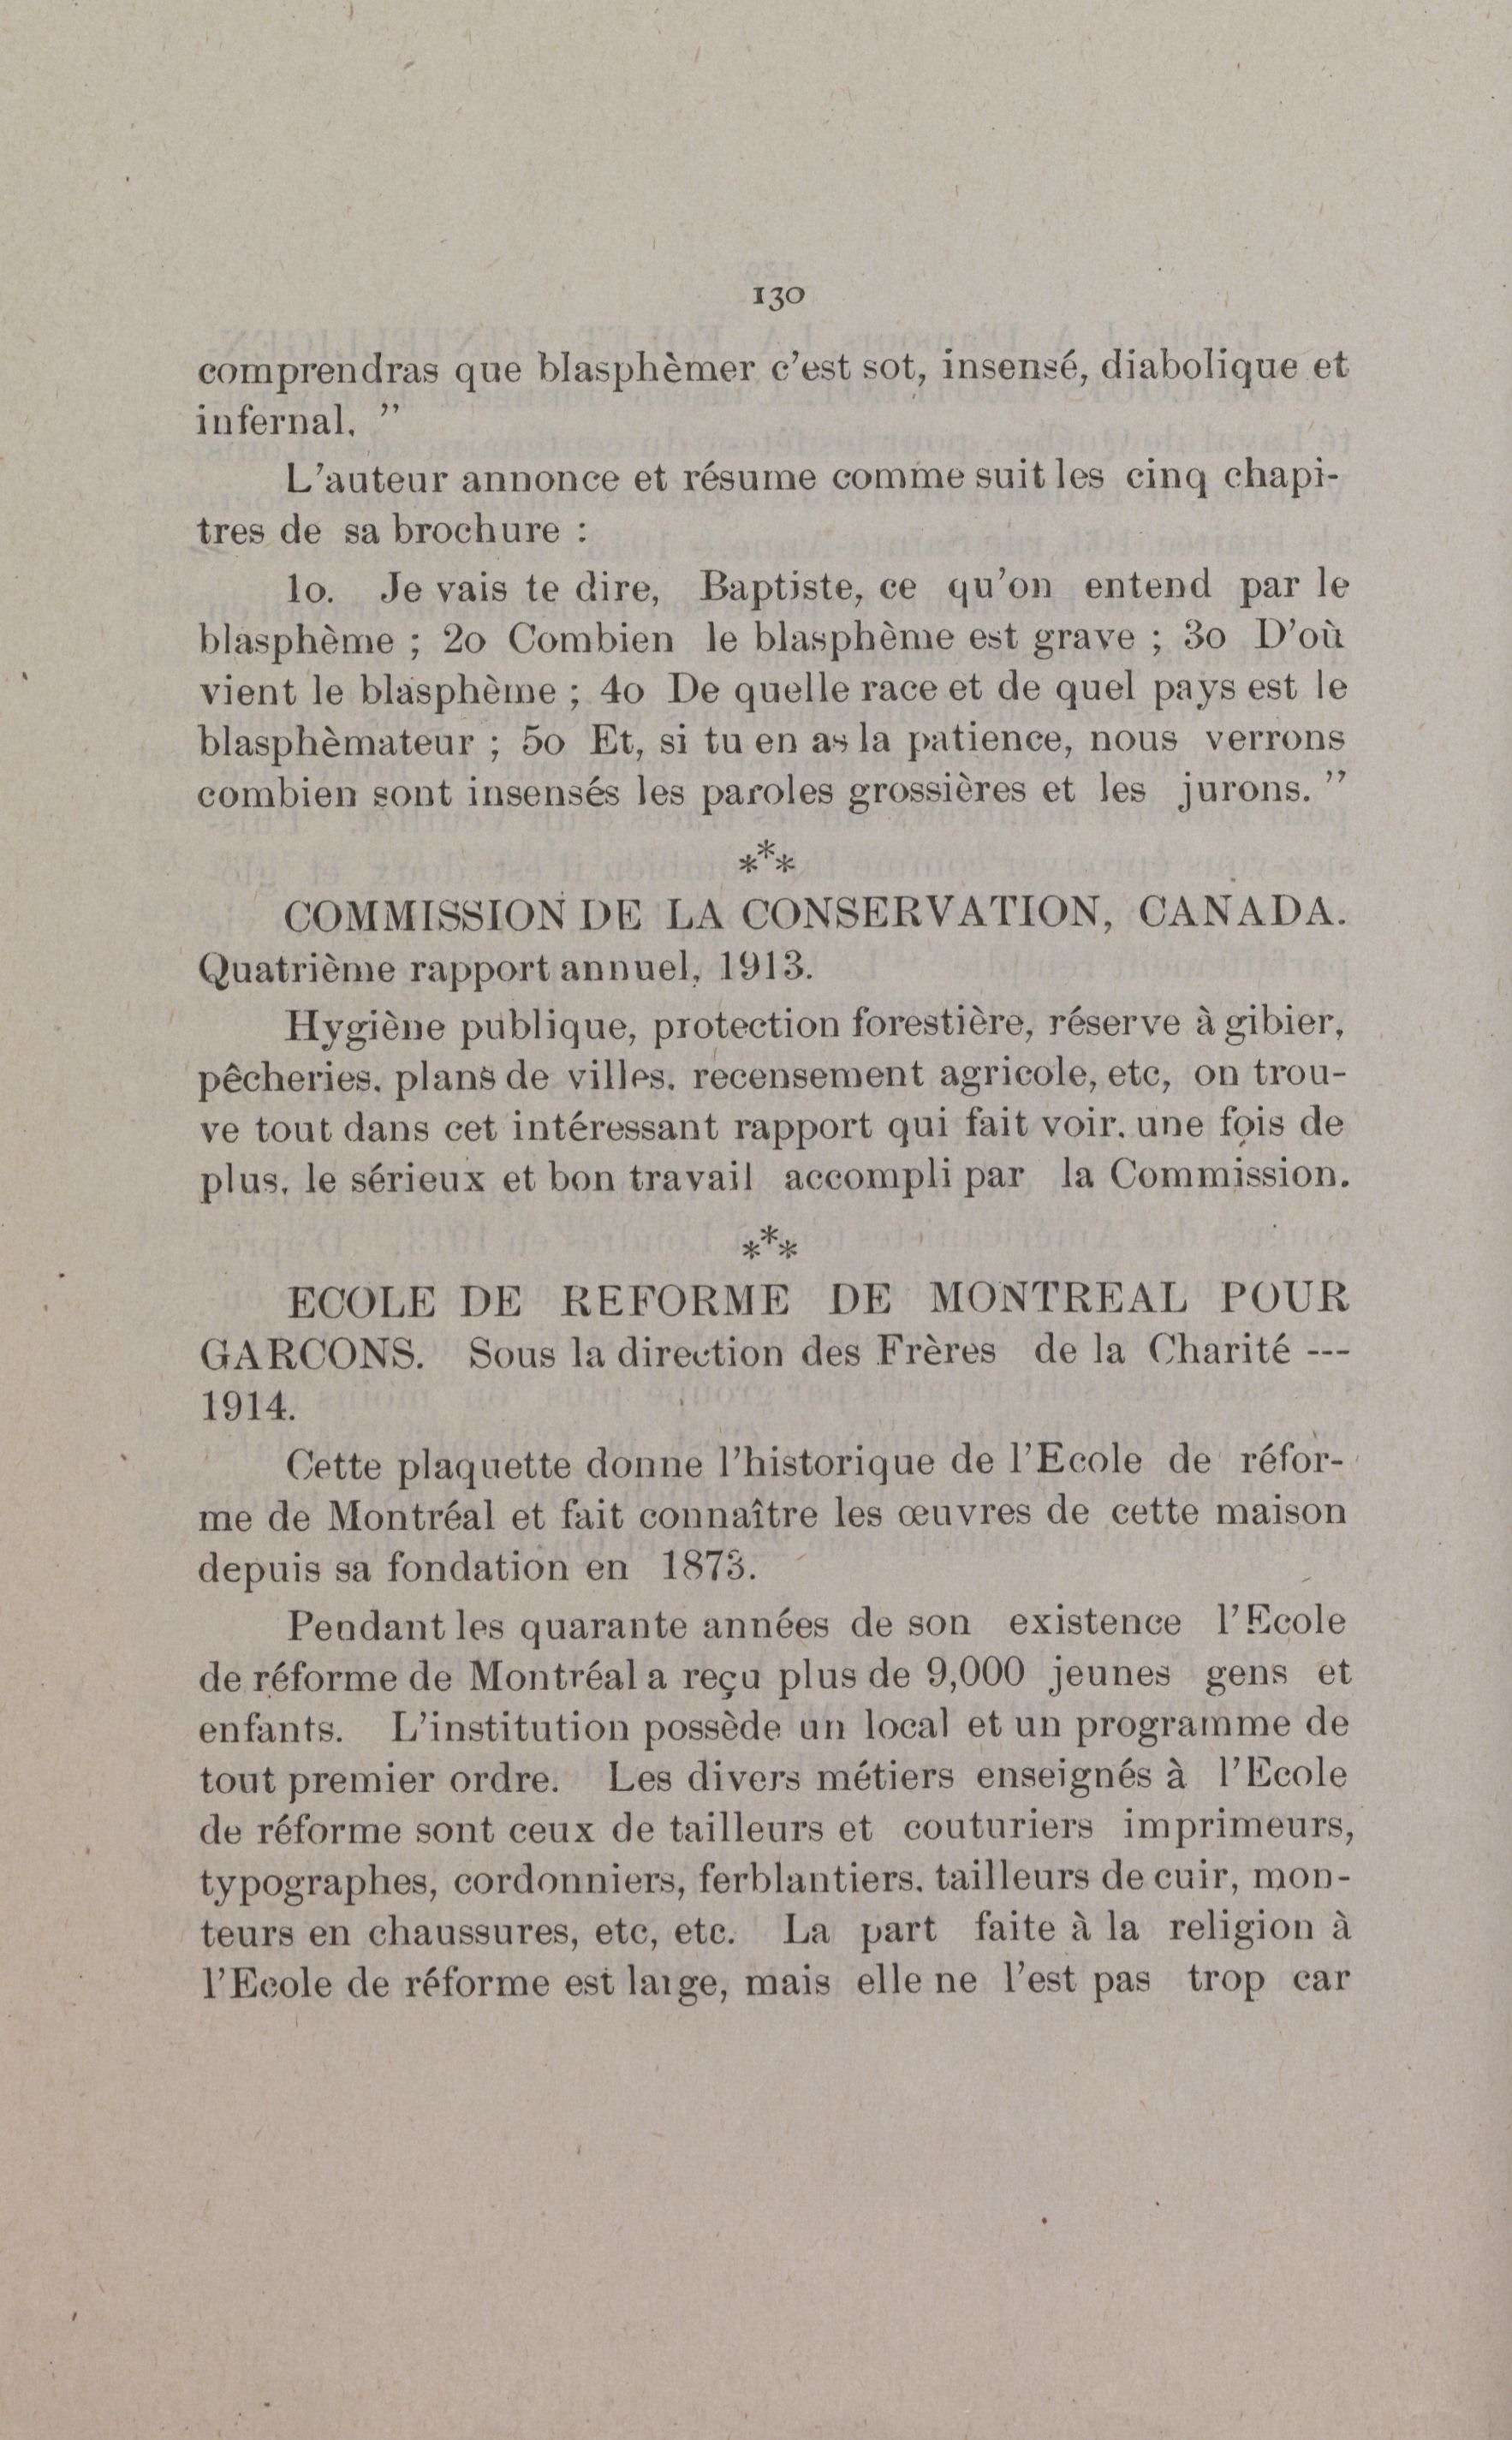 130
comprendras que blasphèmer c’est sot, insensé, diabolique et
infernal. ”
L’auteur annonce et résume comme suit les cinq chapi-
tres de sa brochure :
1o. Je vais te dire, Baptiste, ce qu’on entend par le
blasphème ; 2o Combien le blasphème est grave ; 3o D’où
vient le blasphème ; 4o De quelle race et de quel pays est le
blasphèmateur ; 5o Et, si tu en as la patience, nous verrons
combien sont insensés les paroles grossières et les jurons. ”
***
COMMISSION DE LA CONSERVATION, CANADA.
Quatrième rapport annuel, 1913.
Hygiène publique, protection forestière, réserve à gibier,
pêcheries. plans de villes. recensement agricole, etc, on trou-
ve tout dans cet intéressant rapport qui fait voir. une fois de
plus. le sérieux et bon travail accompli par la Commission.
***
ECOLE DE REFORME DE MONTREAL POUR
GARCONS. Sous la direction des Frères de la Charité ---
1914.
Cette plaquette donne l’historique de l’Ecole de réfor-
me de Montréal et fait connaître les œuvres de cette maison
depuis sa fondation en 1873.
Pendant les quarante années de son existence l’Ecole
de réforme de Montréal a reçu plus de 9,000 jeunes gens et
enfants. L’institution possède un local et un programme de
tout premier ordre. Les divers métiers enseignés à l’Ecole
de réforme sont ceux de tailleurs et couturiers imprimeurs,
typographes, cordonniers, ferblantiers. tailleurs de cuir, mon-
teurs en chaussures, etc, etc. La part faite à la religion à
l’Ecole de réforme est large, mais elle ne l’est pas trop car